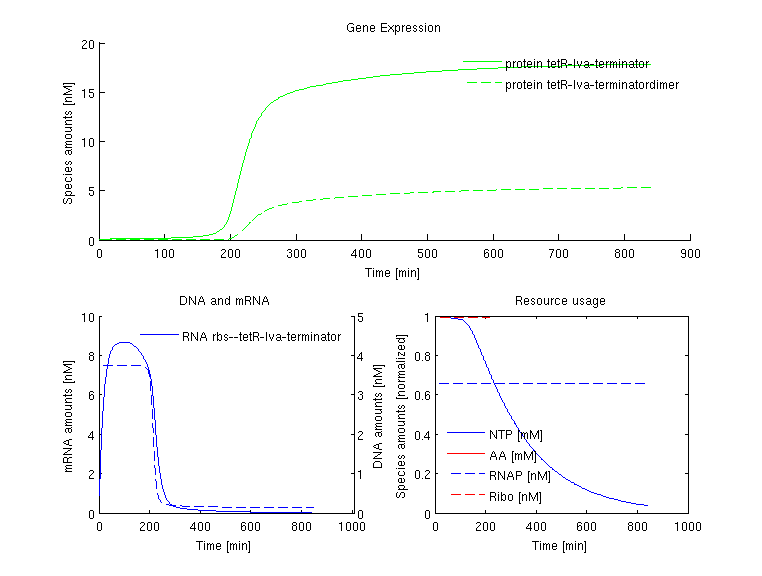 Gene Expression
20
15
10
5
0
Species amounts [nM]
protein tetR-lva-terminator
protein tetR-lva-terminatordimer
0 100 200 300 400 500 600 700 800 900
Time [min]
DNA and mRNA
10
8
6
4
2
0
mRNA amounts [nM]
RNA rbs--tetR-lva-terminator
5
4
3
2
1
0
DNA amounts [nM]
0 200 400 600 800 1000
Time [min]
Resource usage
1
0.8
0.6
0.4
0.2
0
Species amounts [normalized]
NTP [mM]
AA [mM]
RNAP [nM]
Ribo [nM]
0 200 400 600 800 1000
Time [min]